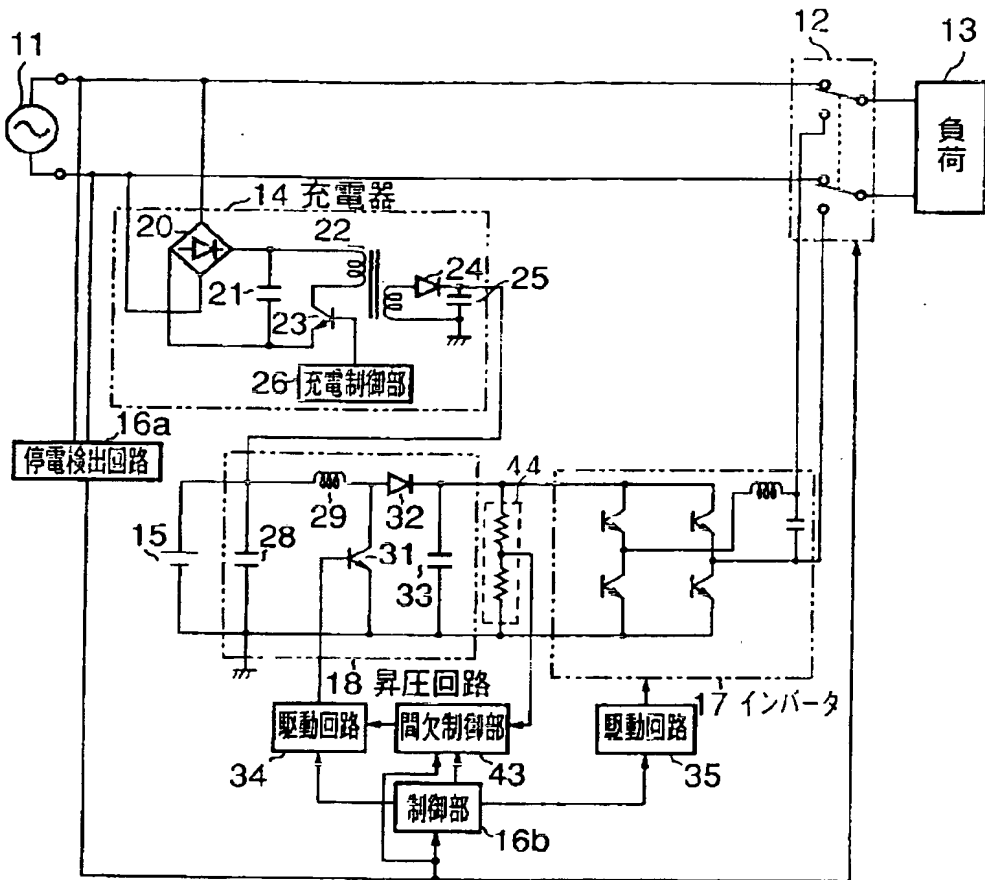 11
12
13
負荷
14 充電器
20
22
24
21
25
23
26
充電制御部
16a
停電検出回路
44
29
32
15
28
31
33
18 昇圧回路
17 インバータ
駆動回路
間欠制御部
駆動回路
34
43
35
制御部
16b